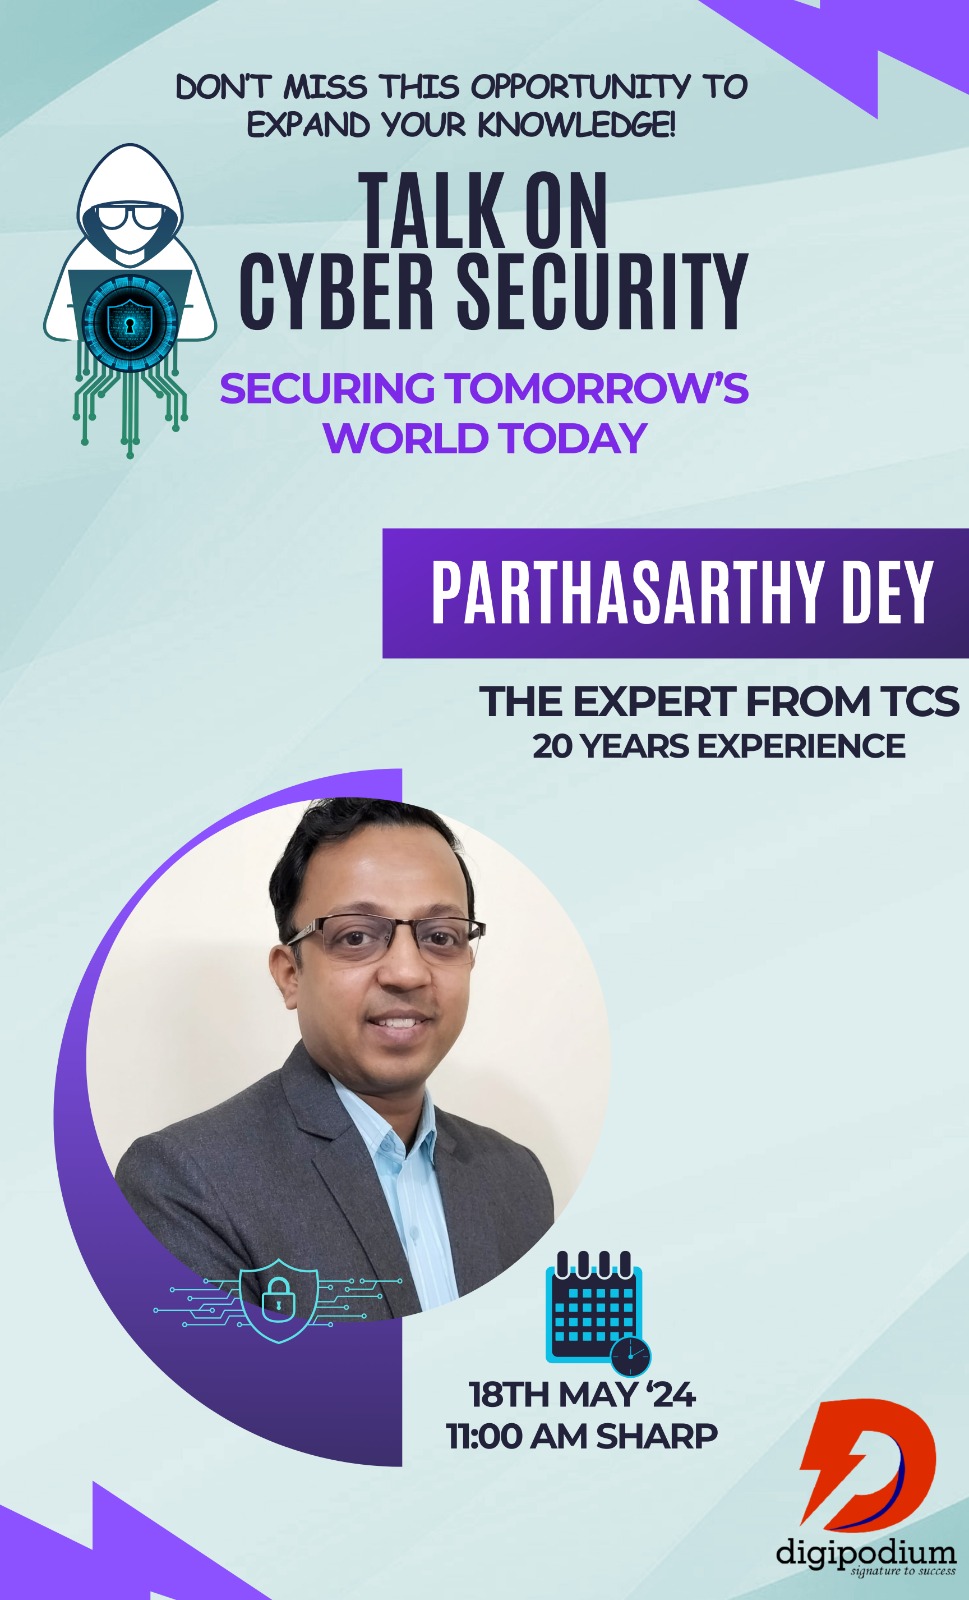 DON'T MISS THIS OPPORTUNITY TO
EXPAND YOUR KNOWLEDGE!
TALK ON
CYBER SECURITY
SECURING TOMORROW'S
WORLD TODAY
PARTHASARTHY DEY
THE EXPERT FROM TCS
20 YEARS EXPERIENCE
18TH MAY ‘24
11:00 AM SHARP
digipodium
signature to success